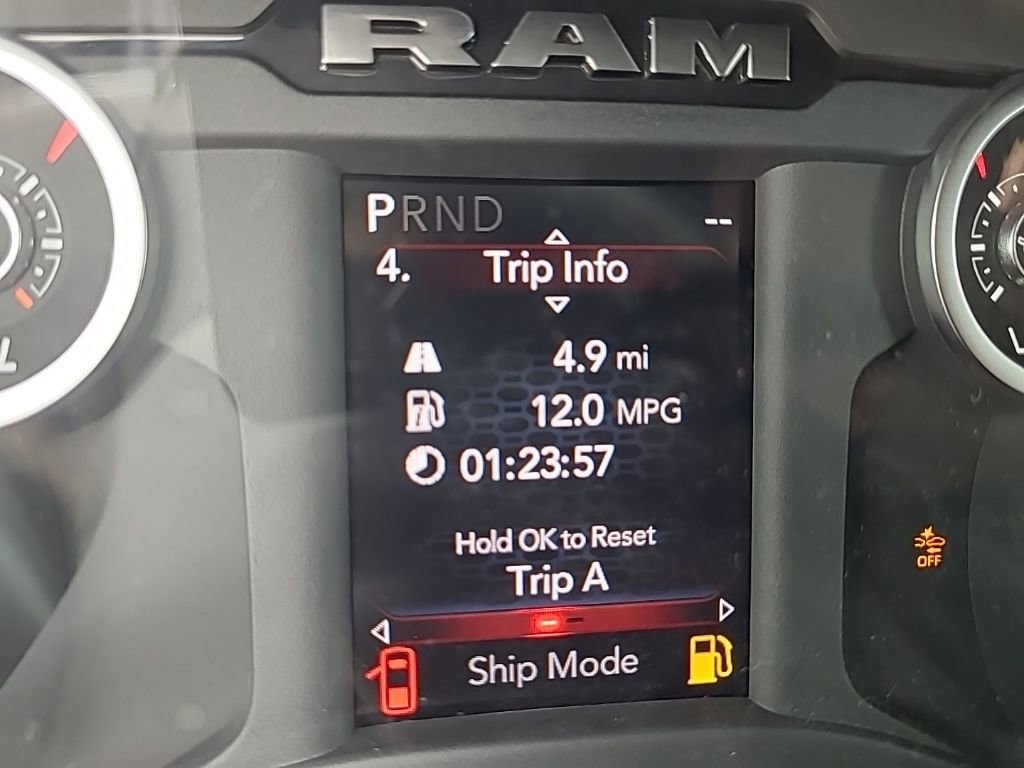 RAM
PRND
--
4. Trip Info
4.9 mi
12.0 MPG
01:23:57
Hold OK to Reset
Trip A
Ship Mode
OFF